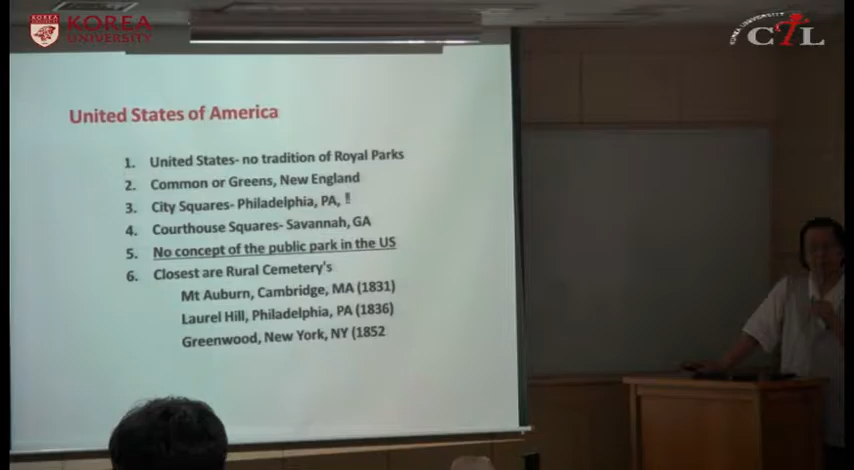 KOREA
UNIVERSITY
KOREA UNIVERSITY
CTL
United States of America
1. United States- no tradition of Royal Parks
2. Common or Greens, New England
3. City Squares- Philadelphia, PA, !
4. Courthouse Squares- Savannah, GA
5. No concept of the public park in the US
6. Closest are Rural Cemetery's
Mt Auburn, Cambridge, MA (1831)
Laurel Hill, Philadelphia, PA (1836)
Greenwood, New York, NY (1852